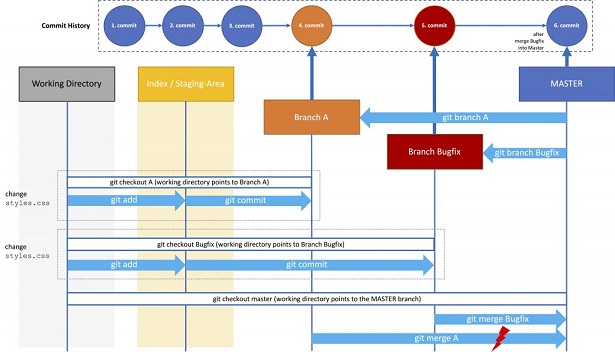 Commit History
1. commit
2. commit
3. commit
4. commit
5. commit
6. commit
after
merge Bugfix
into Master
Working Directory
Index / Staging-Area
MASTER
Branch A
git branch A
Branch Bugfix
git branch Bugfix
git checkout A (working directory points to Branch A)
change
styles.css
git add
git commit
git checkout Bugfix (working directory points to Branch Bugfix)
change
styles.css
git add
git commit
git checkout master (working directory points to the MASTER branch)
git merge Bugfix
git merge A